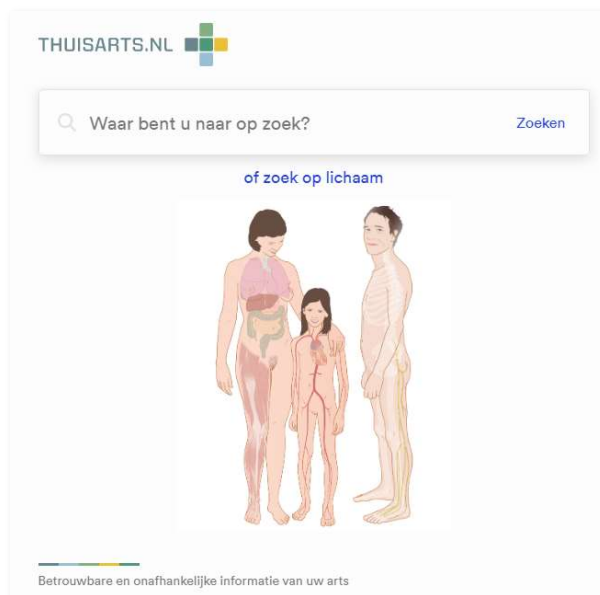 THUISARTS.NL
Waar bent u naar op zoek?
Zoeken
of zoek op lichaam
Betrouwbare en onafhankelijke informatie van uw arts